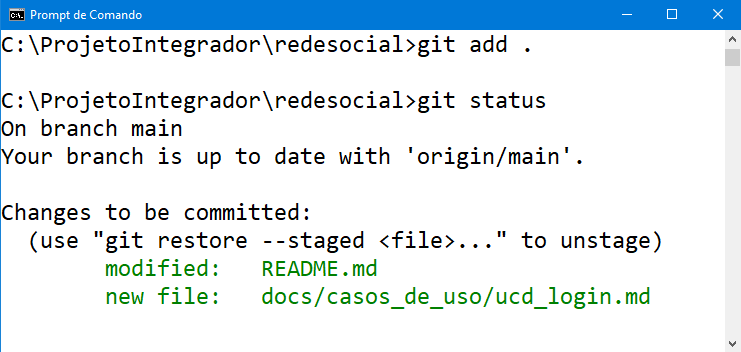 Prompt de Comando
C:\ProjetoIntegrador\redesocial>git add .
C:\ProjetoIntegrador\redesocial>git status
On branch main
Your branch is up to date with 'origin/main'.
Changes to be committed:
  (use "git restore --staged <file>..." to unstage)
        modified:   README.md
        new file:   docs/casos_de_uso/ucd_login.md